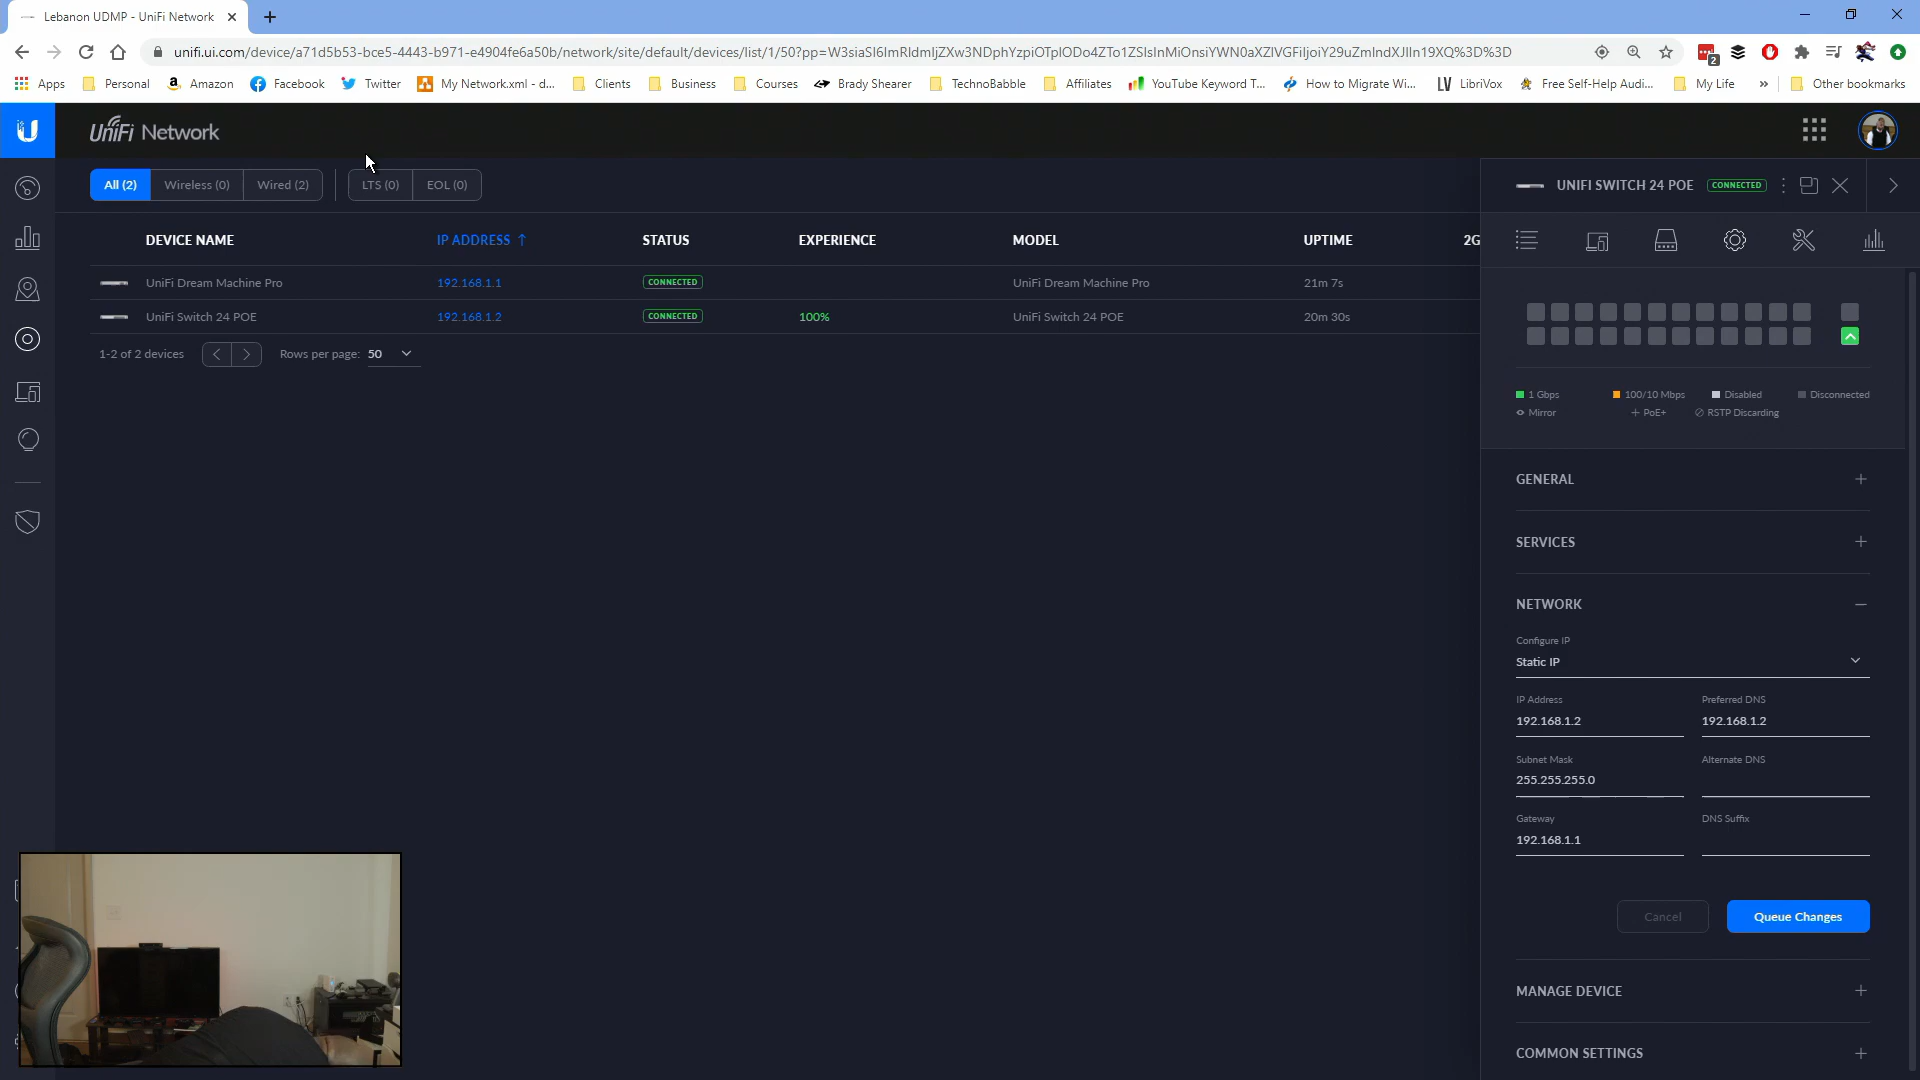 Lebanon UDMP - UniFi Network
unifi.ui.com/device/a71d5b53-bce5-4443-b971-e4904fe6a50b/network/site/default/devices/list/1/50?pp=W3siaSI6ImRldmljZXw3NDphYzpiOTplODo4ZTo1ZSIsInMiOnsiYWN0aXZlVGFiIjoiY29uZmlndXJlIn19XQ%3D%3D
2
Apps Personal Amazon Facebook Twitter My Network.xml - d... Clients Business Courses Brady Shearer TechnoBabble Affiliates YouTube Keyword T... How to Migrate Wi... LV LibriVox Free Self-Help Audi... My Life » Other bookmarks
UniFi Network
All (2) Wireless (0) Wired (2) LTS (0) EOL (0)
UNIFI SWITCH 24 POE CONNECTED
DEVICE NAME IP ADDRESS ↑ STATUS EXPERIENCE MODEL UPTIME 2G
UniFi Dream Machine Pro 192.168.1.1 CONNECTED UniFi Dream Machine Pro 21m 7s
UniFi Switch 24 POE 192.168.1.2 CONNECTED 100% UniFi Switch 24 POE 20m 30s
1-2 of 2 devices Rows per page: 50
1 Gbps 100/10 Mbps Disabled Disconnected
Mirror PoE+ RSTP Discarding
GENERAL
SERVICES
NETWORK
Configure IP
Static IP
IP Address Preferred DNS
192.168.1.2 192.168.1.2
Subnet Mask Alternate DNS
255.255.255.0
Gateway DNS Suffix
192.168.1.1
Cancel Queue Changes
MANAGE DEVICE
COMMON SETTINGS